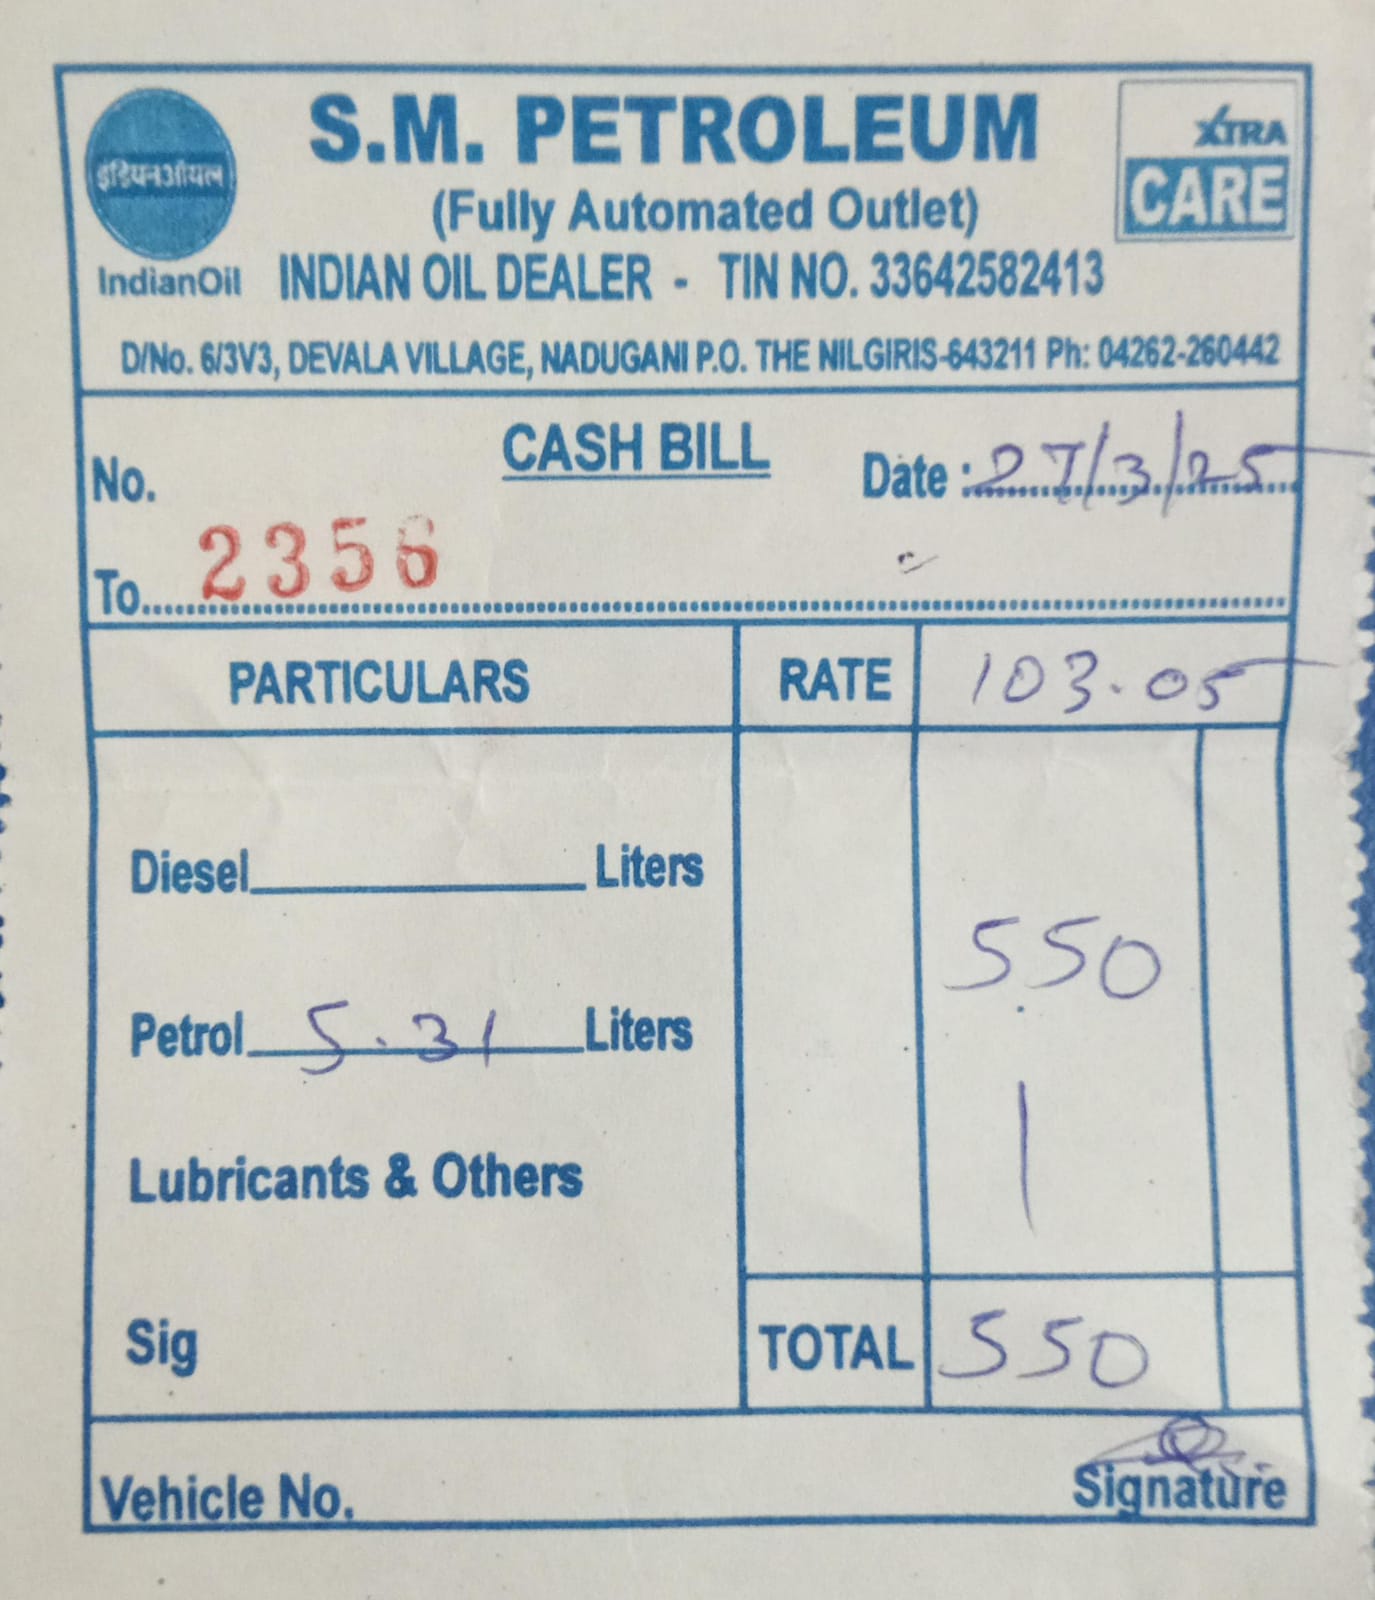 इंडियनऑयल
IndianOil
S.M. PETROLEUM
XTRA
CARE
(Fully Automated Outlet)
INDIAN OIL DEALER - TIN NO. 33642582413
D/No. 6/3V3, DEVALA VILLAGE, NADUGANI P.O. THE NILGIRIS-643211 Ph: 04262-260442
CASH BILL
No. 2356
Date : 27/3/25
To
PARTICULARS RATE 103.05
Diesel Liters
550
Petrol 5.31 Liters
Lubricants & Others
Sig
TOTAL 550
Vehicle No.
Signature